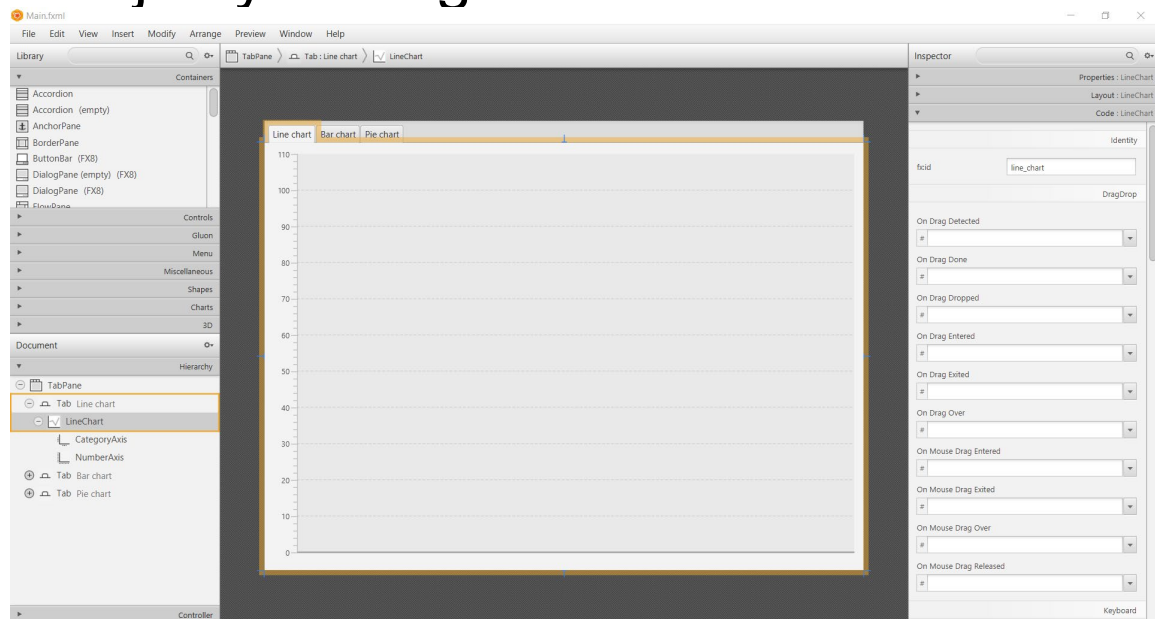 Main.fxml
File Edit View Insert Modify Arrange Preview Window Help
Library
TabPane Tab : Line chart LineChart
Inspector
Containers
Accordion
Accordion (empty)
AnchorPane
BorderPane
ButtonBar (FX8)
DialogPane (empty) (FX8)
DialogPane (FX8)
FlowPane
Controls
Gluon
Menu
Miscellaneous
Shapes
Charts
3D
Document
Hierarchy
TabPane
Tab Line chart
LineChart
CategoryAxis
NumberAxis
Tab Bar chart
Tab Pie chart
Controller
Line chart Bar chart Pie chart
110
100
90
80
70
60
50
40
30
20
10
0
Properties : LineChart
Layout : LineChart
Code : LineChart
Identity
fx:id line_chart
DragDrop
On Drag Detected
#
On Drag Done
#
On Drag Dropped
#
On Drag Entered
#
On Drag Exited
#
On Drag Over
#
On Mouse Drag Entered
#
On Mouse Drag Exited
#
On Mouse Drag Over
#
On Mouse Drag Released
#
Keyboard